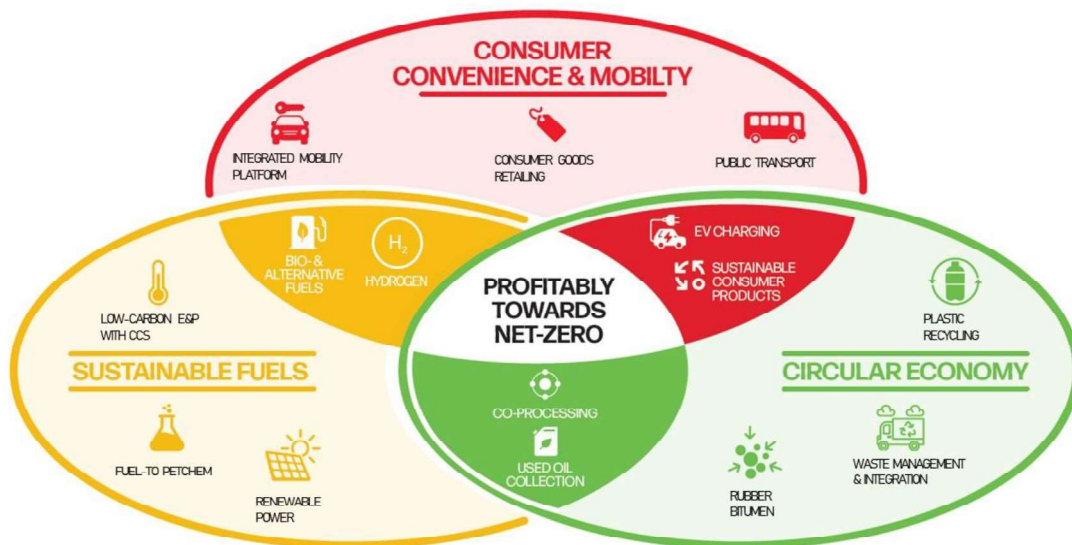 CONSUMER
CONVENIENCE & MOBILTY
INTEGRATED MOBILITY
PLATFORM
CONSUMER GOODS
RETAILING
PUBLIC TRANSPORT
BIO- &
ALTERNATIVE
FUELS
H₂
HYDROGEN
EV CHARGING
SUSTAINABLE
CONSUMER
PRODUCTS
PROFITABLY
TOWARDS
NET-ZERO
LOW-CARBON E&P
WITH CCS
SUSTAINABLE FUELS
FUEL-TO PETCHEM
RENEWABLE
POWER
CO-PROCESSING
USED OIL
COLLECTION
PLASTIC
RECYCLING
CIRCULAR ECONOMY
RUBBER
BITUMEN
WASTE MANAGEMENT
& INTEGRATION